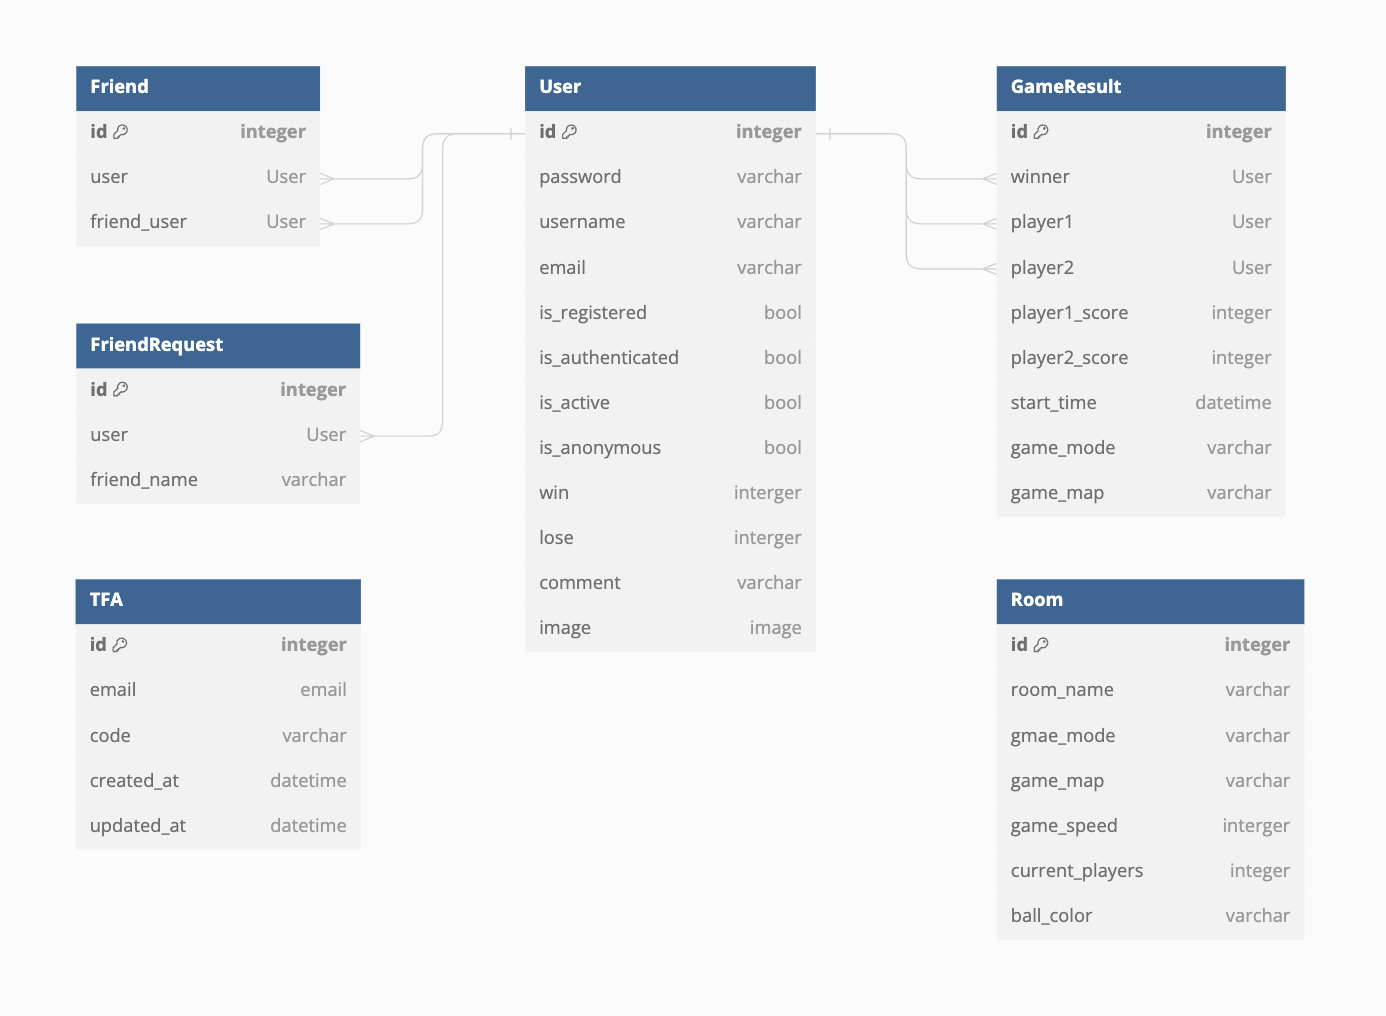 Friend
id integer
user User
friend_user User
FriendRequest
id integer
user User
friend_name varchar
TFA
id integer
email email
code varchar
created_at datetime
updated_at datetime
User
id integer
password varchar
username varchar
email varchar
is_registered bool
is_authenticated bool
is_active bool
is_anonymous bool
win interger
lose interger
comment varchar
image image
GameResult
id integer
winner User
player1 User
player2 User
player1_score integer
player2_score integer
start_time datetime
game_mode varchar
game_map varchar
Room
id integer
room_name varchar
gmae_mode varchar
game_map varchar
game_speed interger
current_players integer
ball_color varchar